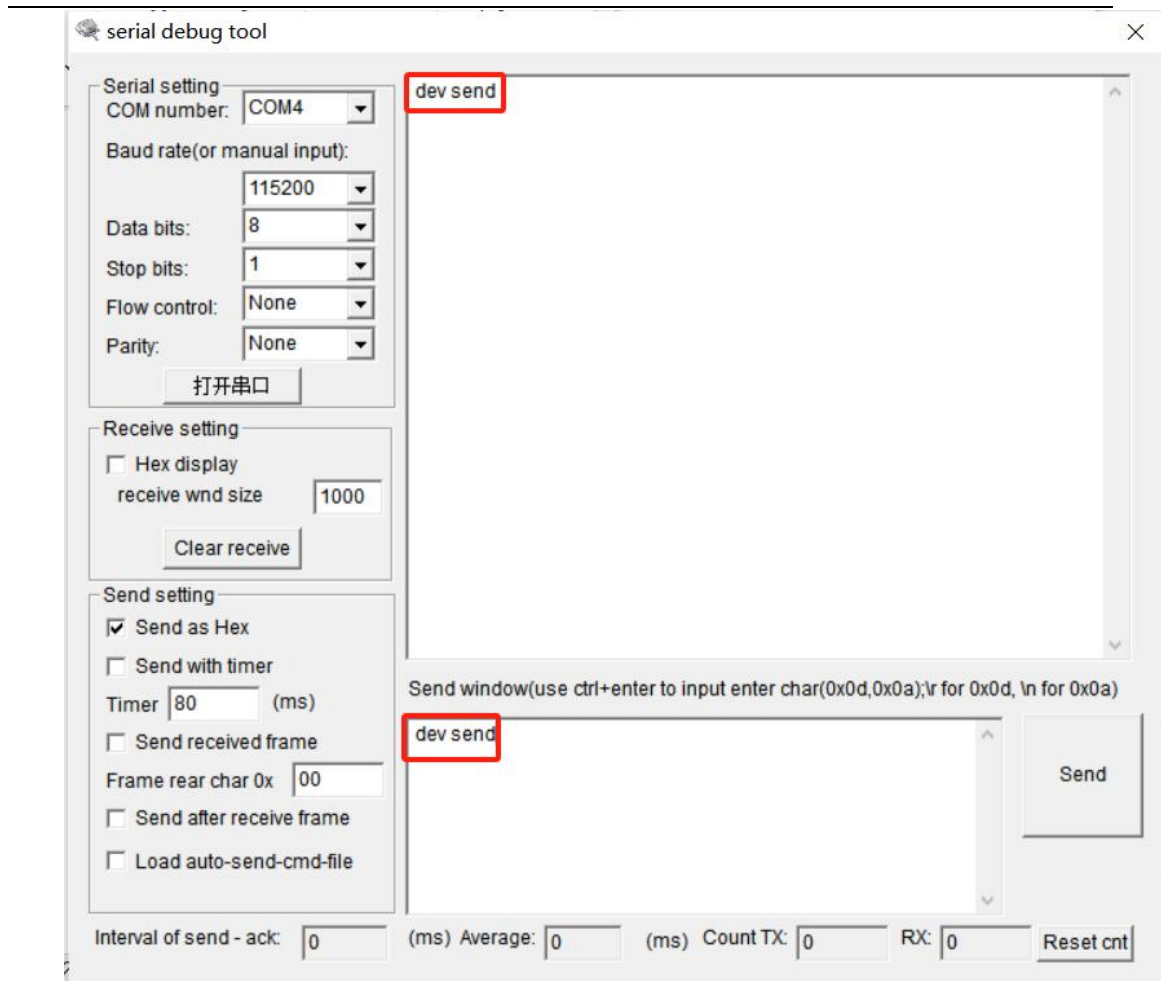 serial debug tool
Serial setting
COM number: COM4
Baud rate(or manual input):
115200
Data bits: 8
Stop bits: 1
Flow control: None
Parity: None
打开串口
Receive setting
Hex display
receive wnd size 1000
Clear receive
Send setting
Send as Hex
Send with timer
Timer 80 (ms)
Send received frame
Frame rear char 0x 00
Send after receive frame
Load auto-send-cmd-file
dev send
Send window(use ctrl+enter to input enter char(0x0d,0x0a);\r for 0x0d, \n for 0x0a)
dev send
Send
Interval of send - ack: 0 (ms) Average: 0 (ms) Count TX: 0 RX: 0 Reset cnt